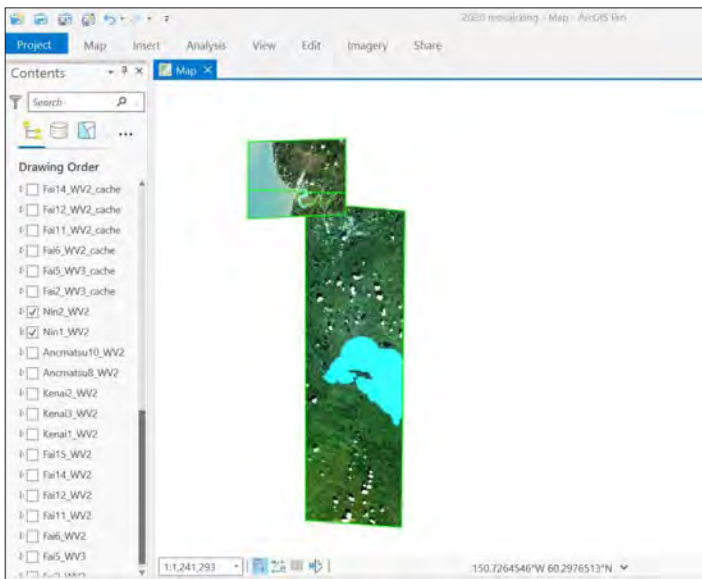 2020 mosaicking - Map - ArcGIS Pro
Project Map Insert Analysis View Edit Imagery Share
Contents
Map
Search
Drawing Order
Fai14_WV2_cache
Fai12_WV2_cache
Fai11_WV2_cache
Fai6_WV2_cache
Fai5_WV3_cache
Fai2_WV3_cache
Nin2_WV2
Nin1_WV2
Ancmatsu10_WV2
Ancmatsu8_WV2
Kenai2_WV2
Kenai3_WV2
Kenai1_WV2
Fai15_WV2
Fai14_WV2
Fai12_WV2
Fai11_WV2
Fai6_WV2
Fai5_WV3
1:1,241,293
150.7264546°W 60.2976513°N